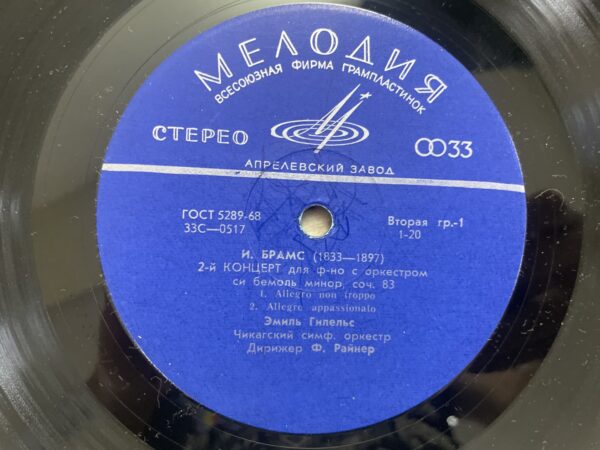 МЕЛОДИЯ
ВСЕСОЮЗНАЯ ФИРМА ГРАМПЛАСТИНОК
СТЕРЕО
33
АПРЕЛЕВСКИЙ ЗАВОД
ГОСТ 5289-68
Вторая гр.-1
33С—0517
1-20
И. БРАМС (1833—1897)
2-й КОНЦЕРТ для ф-но с оркестром
си бемоль минор, соч. 83
1. Allegro non troppo
2. Allegro appassionato
Эмиль Гилельс
Чикагский симф. оркестр
Дирижер Ф. Райнер